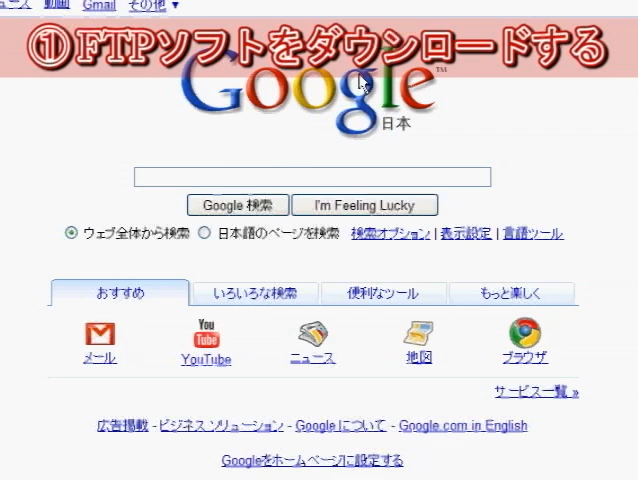 ュース 動画 Gmail その他 ▼
①FTPソフトをダウンロードする
Google™
日本
Google 検索 I'm Feeling Lucky
ウェブ全体から検索 日本語のページを検索 検索オプション | 表示設定 | 言語ツール
おすすめ いろいろな検索 便利なツール もっと楽しく
You Tube
メール YouTube ニュース 地図 ブラウザ
サービス一覧 »
広告掲載 - ビジネス ソリューション - Google について - Google.com in English
Googleをホームページに設定する